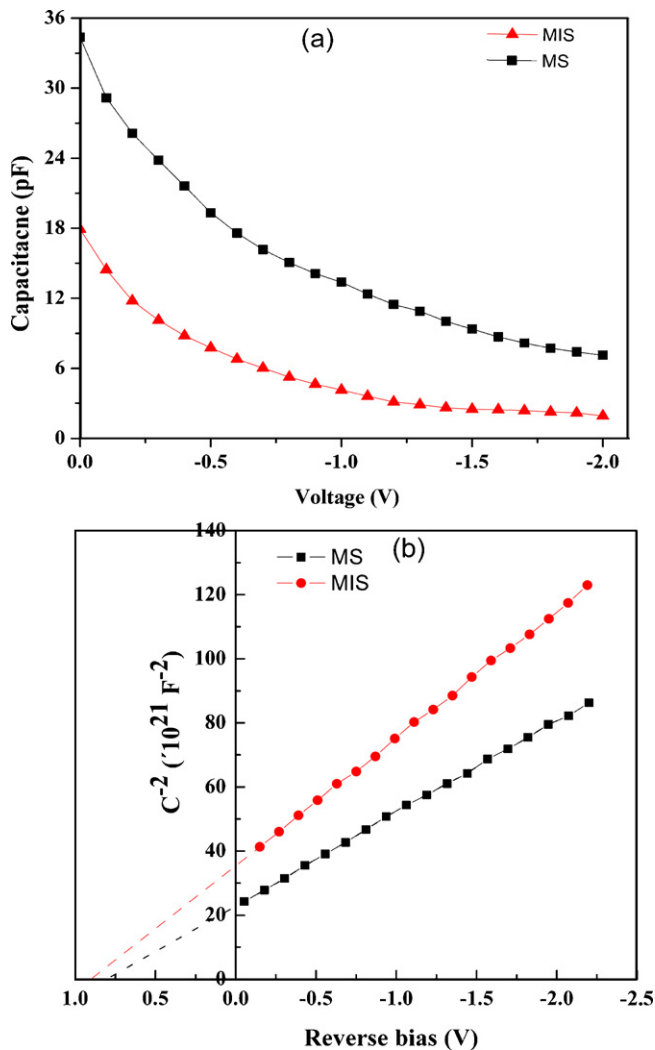 (a)
MIS
MS
Capacitacne (pF)
36
30
24
18
12
6
0
0.0 -0.5 -1.0 -1.5 -2.0
Voltage (V)
(b)
MS
MIS
C⁻² (´10²¹ F⁻²)
140
120
100
80
60
40
20
0
1.0 0.5 0.0 -0.5 -1.0 -1.5 -2.0 -2.5
Reverse bias (V)